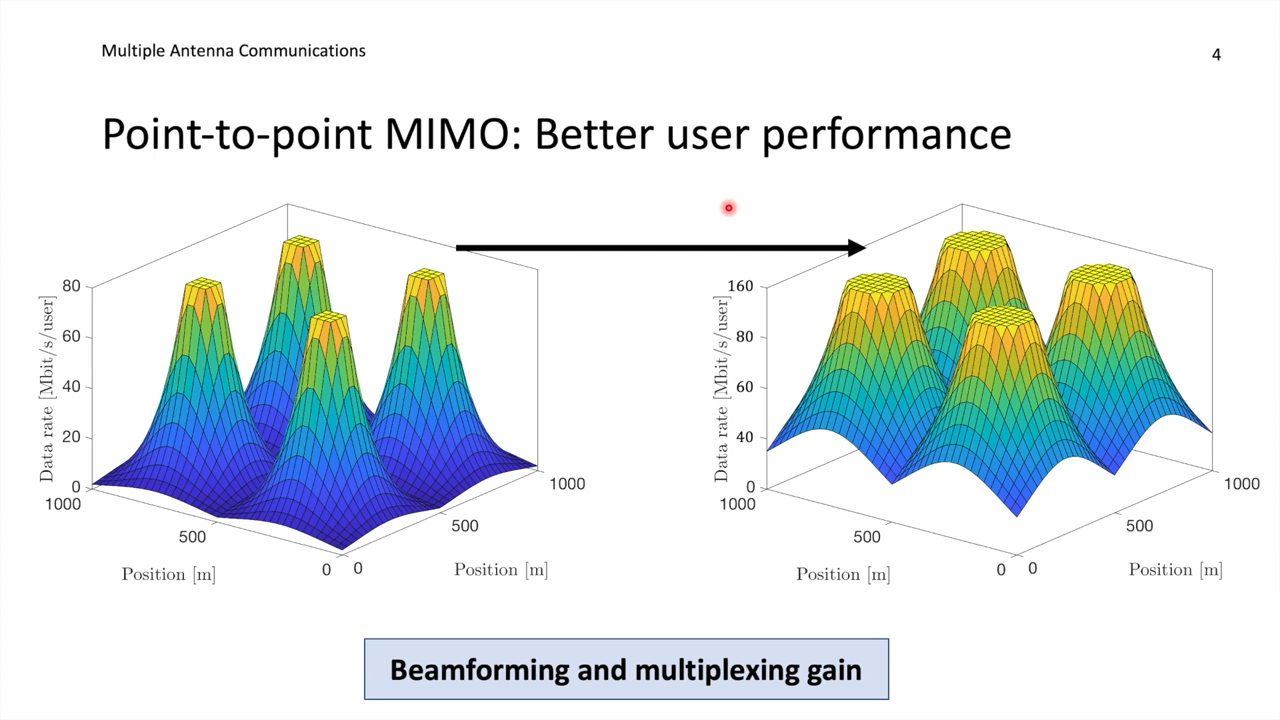 Multiple Antenna Communications
4
Point-to-point MIMO: Better user performance
80
60
40
20
0
Data rate [Mbit/s/user]
1000
500
0
Position [m]
0
500
1000
Position [m]
160
80
60
40
0
Data rate [Mbit/s/user]
1000
500
0
Position [m]
0
500
1000
Position [m]
Beamforming and multiplexing gain